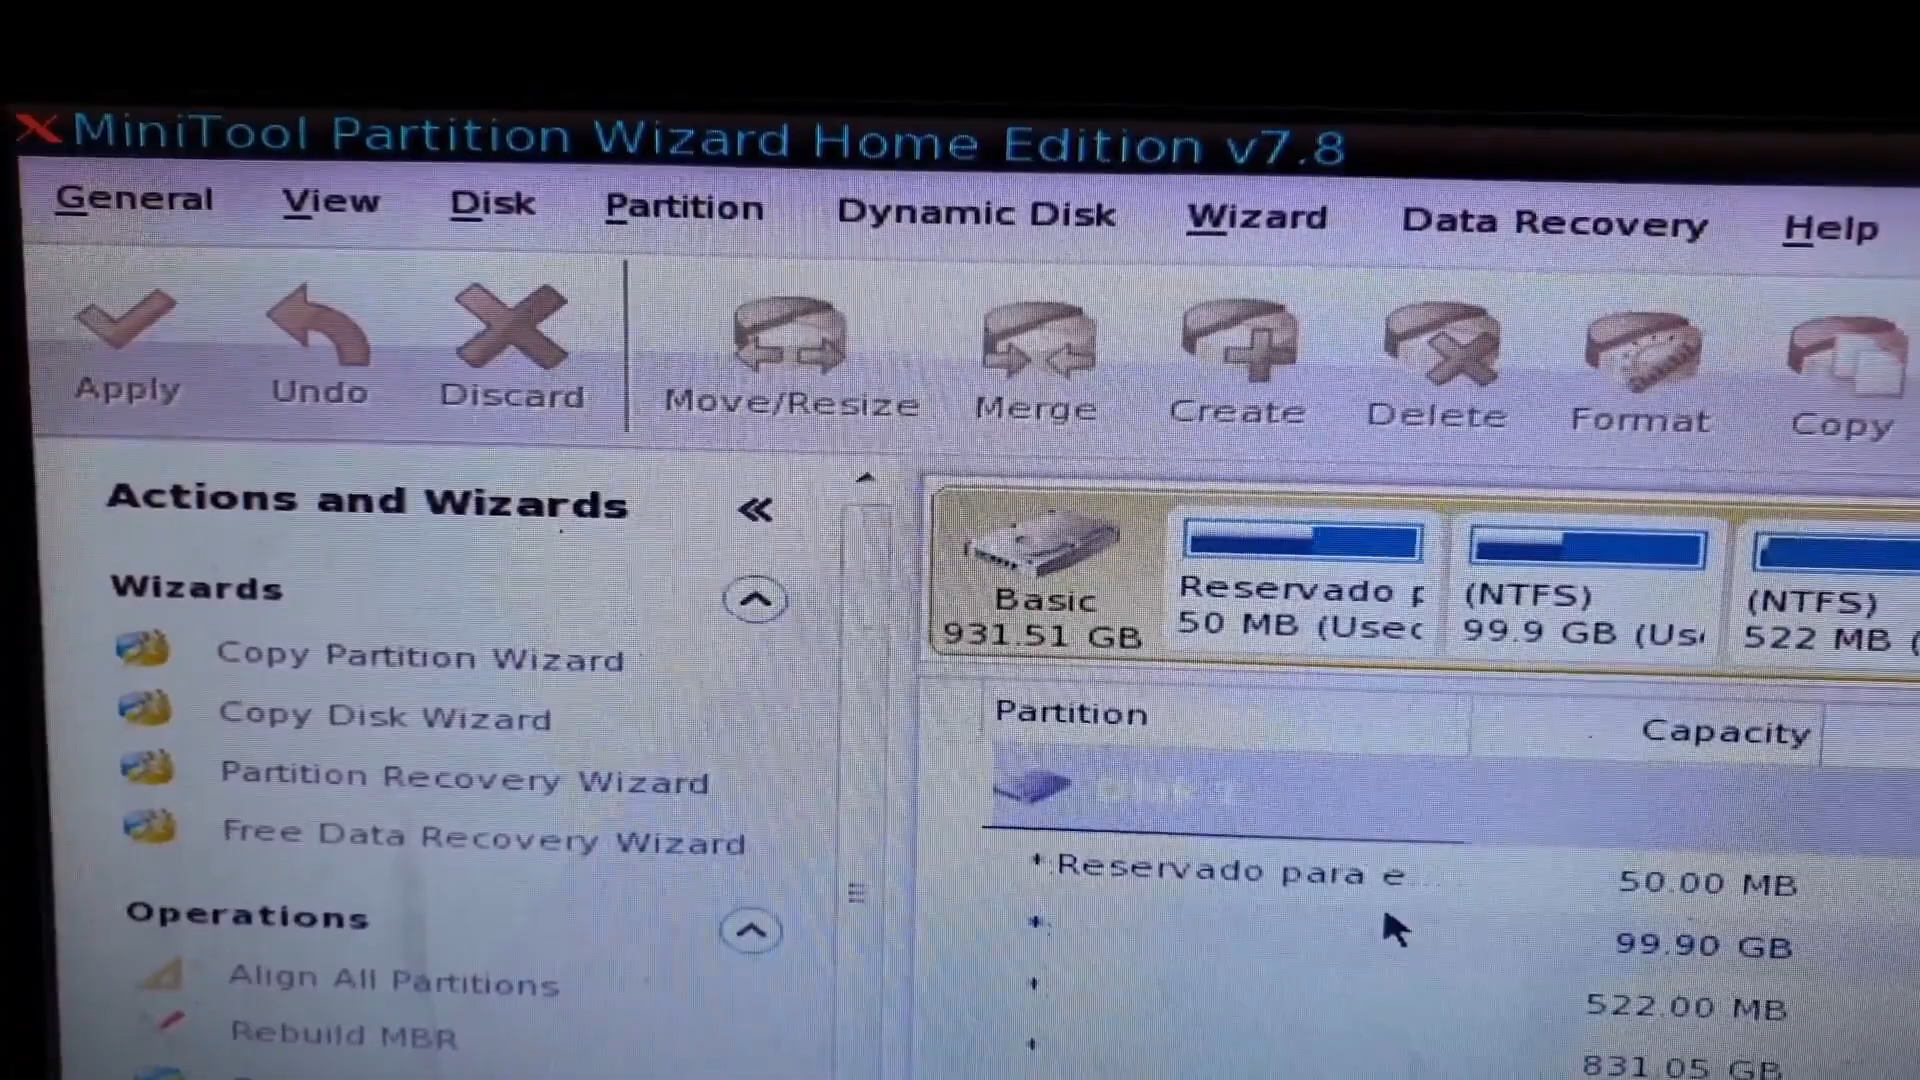 MiniTool Partition Wizard Home Edition v7.8
General View Disk Partition Dynamic Disk Wizard Data Recovery Help
Apply Undo Discard Move/Resize Merge Create Delete Format Copy
Actions and Wizards «
Wizards
Copy Partition Wizard
Copy Disk Wizard
Partition Recovery Wizard
Free Data Recovery Wizard
Operations
Align All Partitions
Rebuild MBR
Basic
931.51 GB
Reservado p
50 MB (Used
(NTFS)
99.9 GB (Us
(NTFS)
522 MB (
Partition Capacity
*:Reservado para e... 50.00 MB
*: 99.90 GB
* 522.00 MB
* 831.05 GB